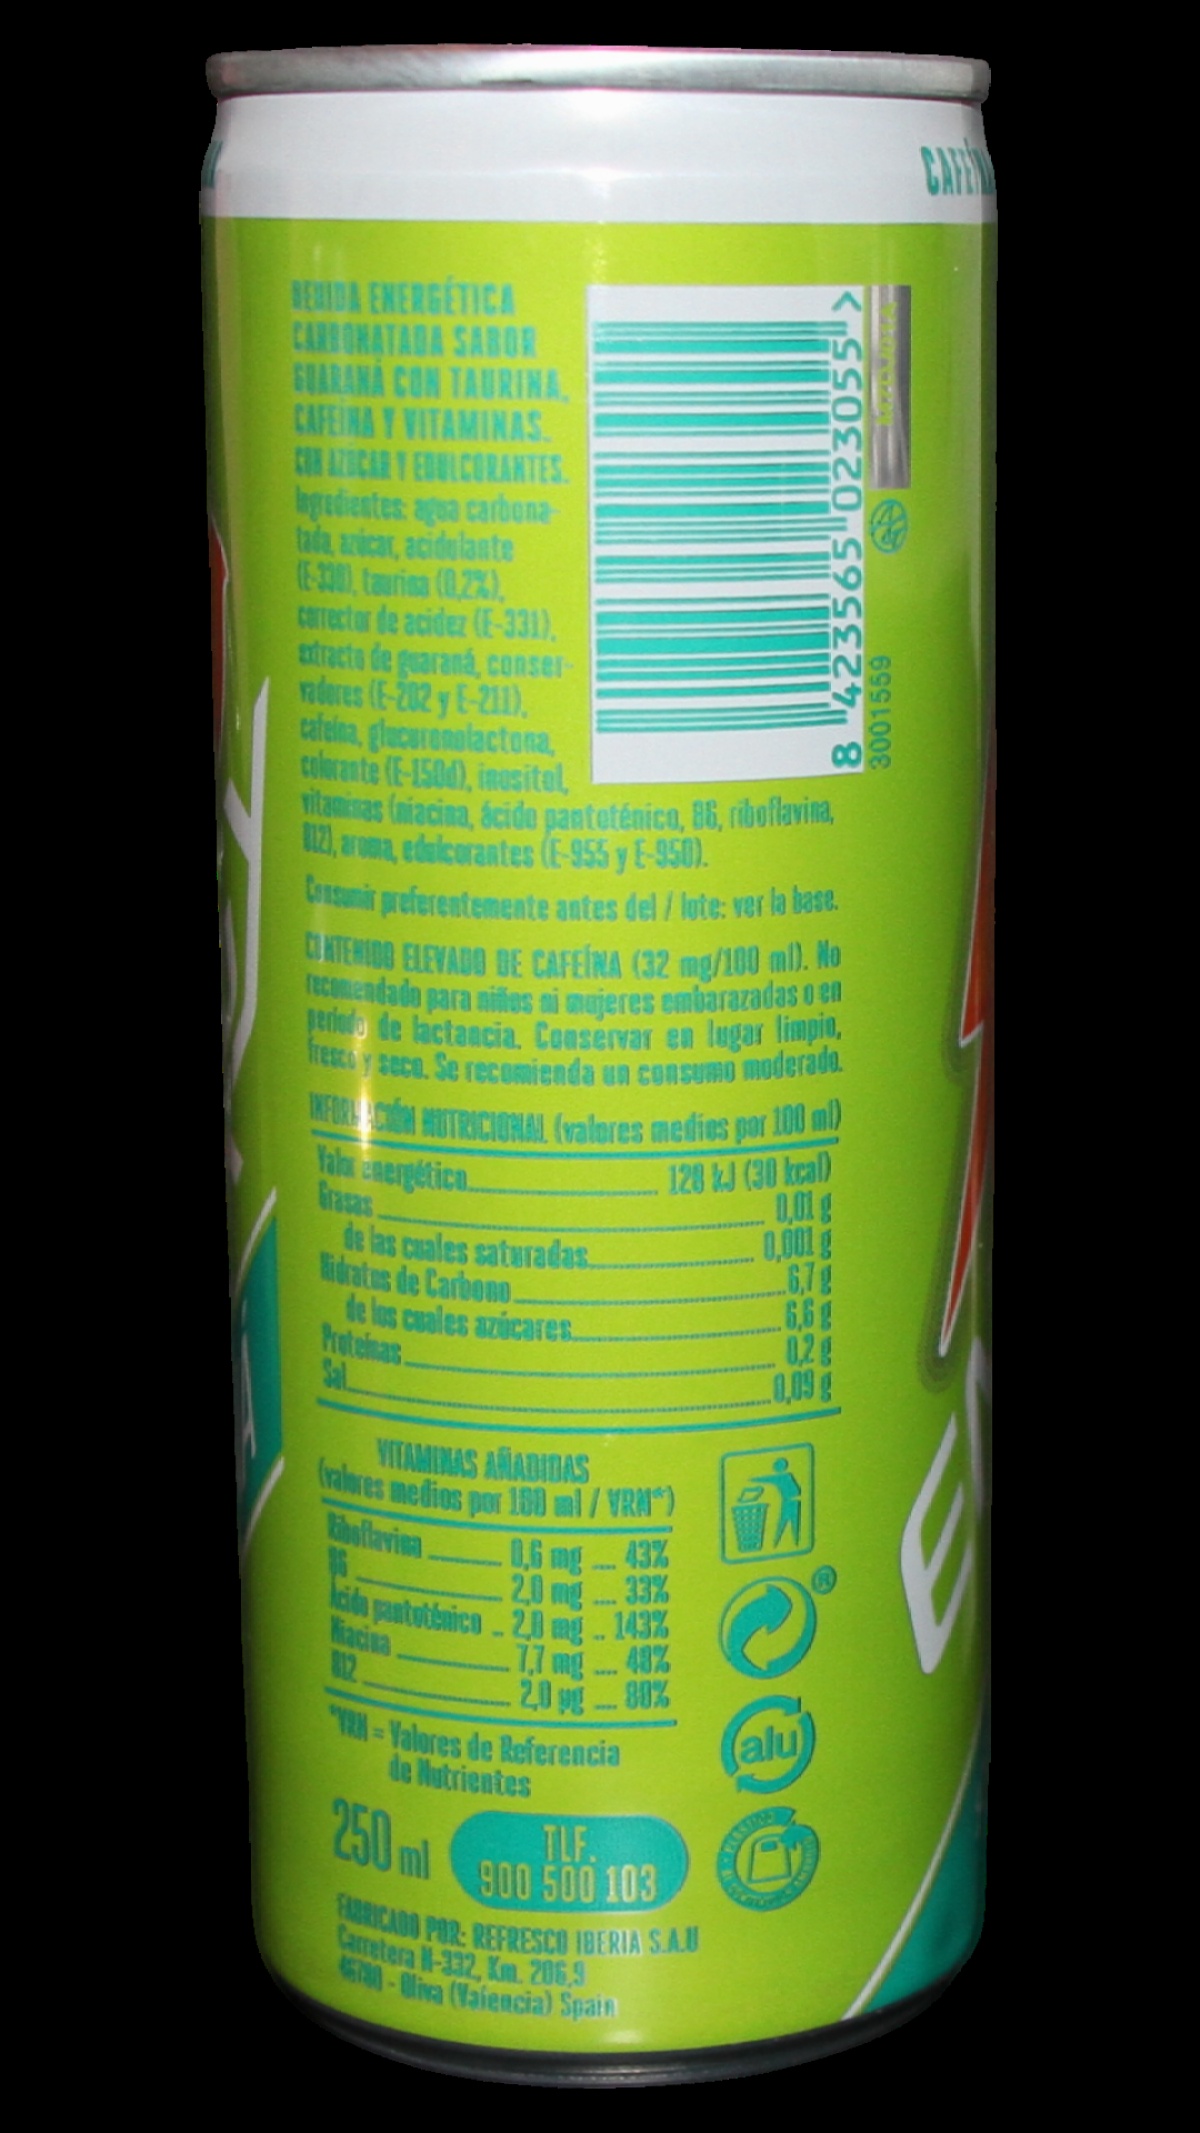 CAFEÍNA
BEBIDA ENERGÉTICA
CARBONATADA SABOR
GUARANÁ CON TAURINA,
CAFEÍNA Y VITAMINAS.
CON AZÚCAR Y EDULCORANTES.
Ingredientes: agua carbona-
tada, azúcar, acidulante
(E-330), taurina (0,2%),
corrector de acidez (E-331),
extracto de guaraná, conser-
vadores (E-202 y E-211),
cafeína, glucuronolactona,
colorante (E-150d), inositol,
vitaminas (niacina, ácido pantoténico, B6, riboflavina,
B12), aroma, edulcorantes (E-955 y E-950).
Consumir preferentemente antes del / lote: ver la base.
CONTENIDO ELEVADO DE CAFEÍNA (32 mg/100 ml). No
recomendado para niños ni mujeres embarazadas o en
periodo de lactancia. Conservar en lugar limpio,
fresco y seco. Se recomienda un consumo moderado.
INFORMACIÓN NUTRICIONAL (valores medios por 100 ml)
Valor energético 128 kJ (30 kcal)
Grasas 0,01 g
de las cuales saturadas 0,001 g
Hidratos de Carbono 6,7 g
de los cuales azúcares 6,6 g
Proteínas 0,2 g
Sal 0,09 g
VITAMINAS AÑADIDAS
(valores medios por 100 ml / VRN*)
Riboflavina 0,6 mg 43%
B6 2,0 mg 33%
Ácido pantoténico 2,0 mg 143%
Niacina 7,7 mg 48%
B12 2,0 µg 80%
*VRN = Valores de Referencia
de Nutrientes
250 ml
TLF.
900 500 103
FABRICADO POR: REFRESCO IBERIA S.A.U
Carretera N-332, Km. 206,9
46780 - Oliva (Valencia) Spain
8 423565 023055 >
3001559
®
alu